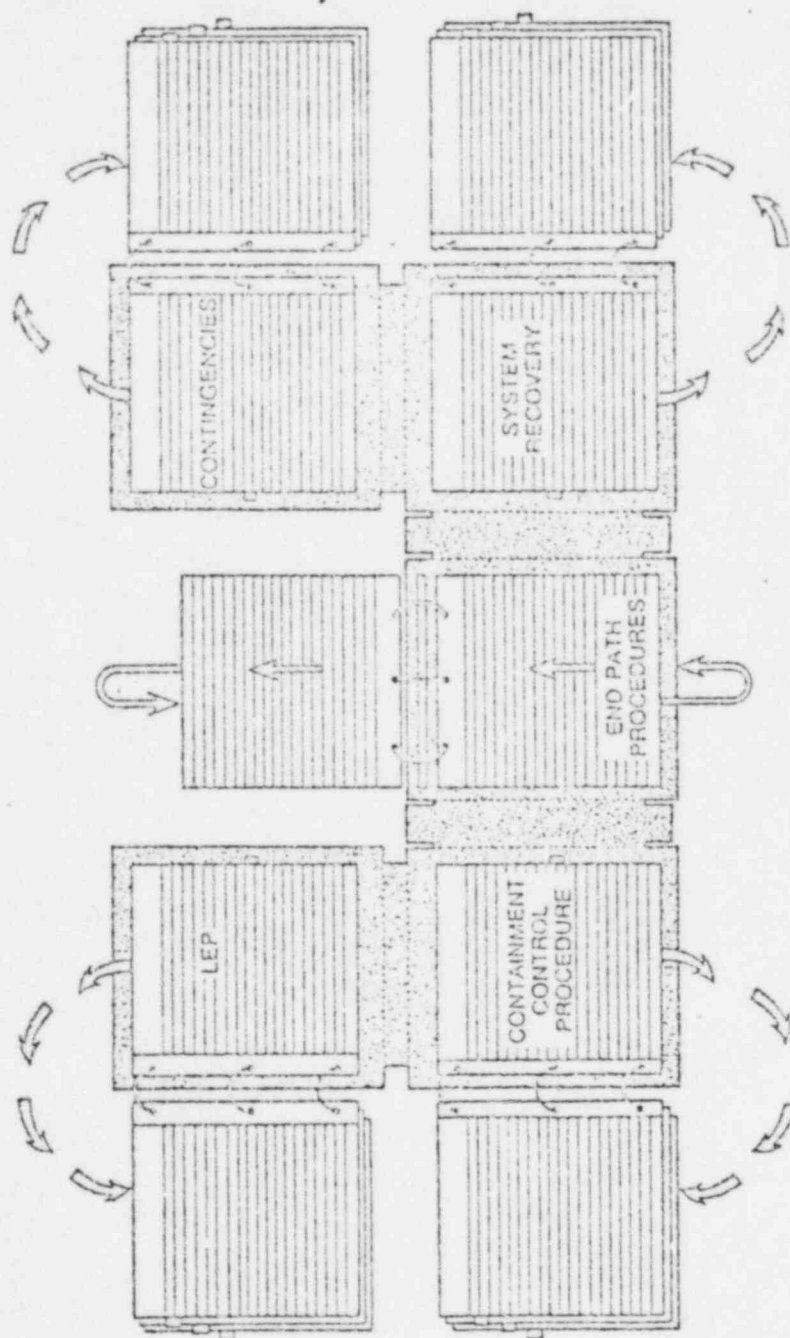 LEP
CONTINGENCIES
CONTAINMENT
CONTROL
PROCEDURE
END PATH
PROCEDURES
SYSTEM
RECOVERY